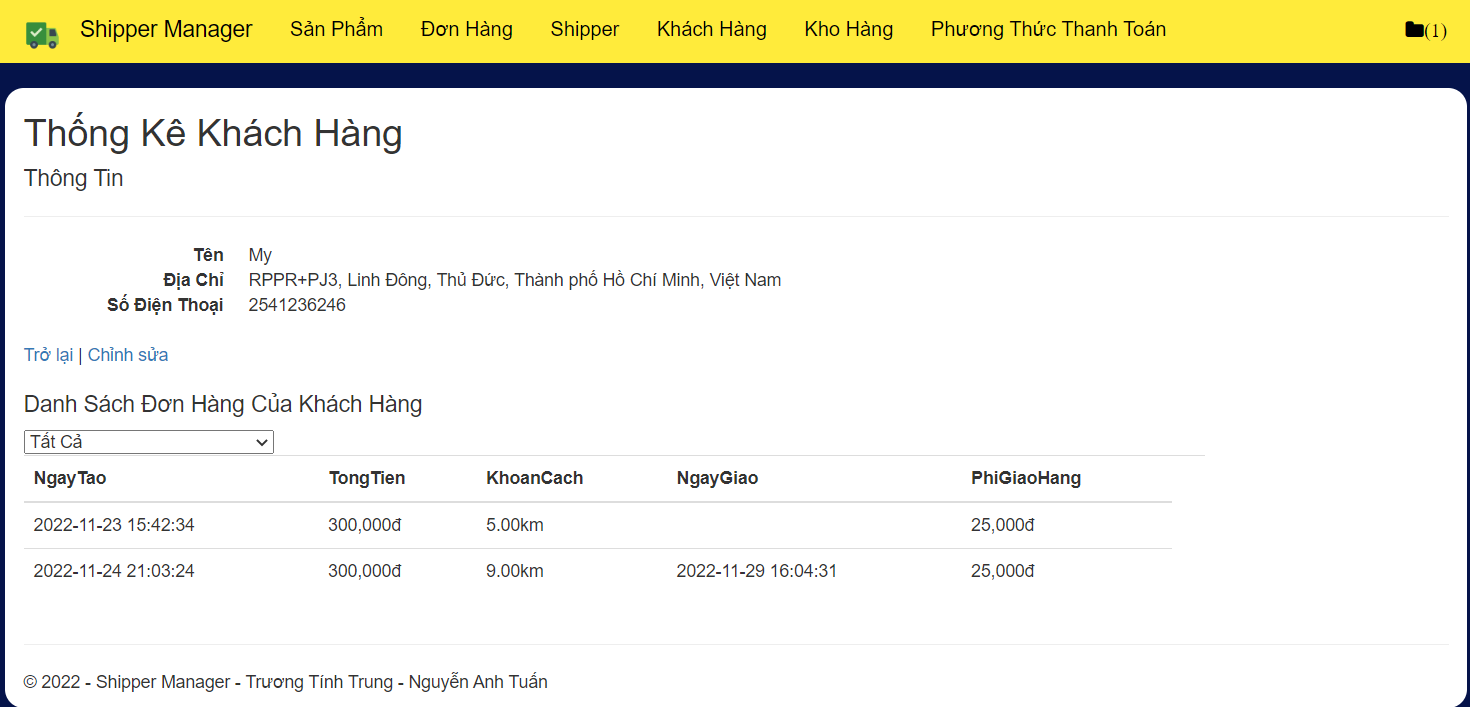 Shipper Manager Sản Phẩm Đơn Hàng Shipper Khách Hàng Kho Hàng Phương Thức Thanh Toán (1)
Thống Kê Khách Hàng
Thông Tin
Tên My
Địa Chỉ RPPR+PJ3, Linh Đông, Thủ Đức, Thành phố Hồ Chí Minh, Việt Nam
Số Điện Thoại 2541236246
Trở lại | Chỉnh sửa
Danh Sách Đơn Hàng Của Khách Hàng
Tất Cả
NgayTao TongTien KhoanCach NgayGiao PhiGiaoHang
2022-11-23 15:42:34 300,000đ 5.00km 25,000đ
2022-11-24 21:03:24 300,000đ 9.00km 2022-11-29 16:04:31 25,000đ
© 2022 - Shipper Manager - Trương Tính Trung - Nguyễn Anh Tuấn